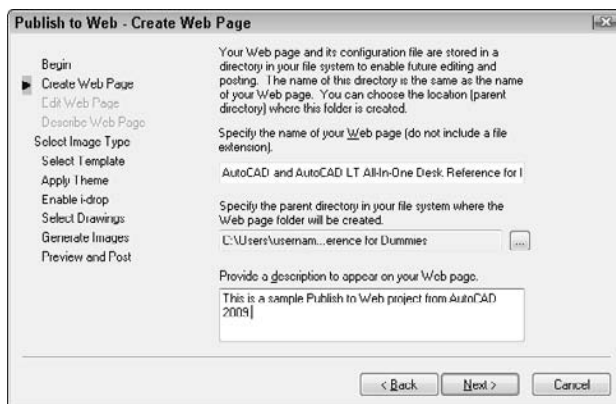 Publish to Web - Create Web Page
Begin
Create Web Page
Edit Web Page
Describe Web Page
Select Image Type
Select Template
Apply Theme
Enable i-drop
Select Drawings
Generate Images
Preview and Post
Your Web page and its configuration file are stored in a
directory in your file system to enable future editing and
posting. The name of this directory is the same as the name
of your Web page. You can choose the location (parent
directory) where this folder is created.
Specify the name of your Web page (do not include a file
extension).
AutoCAD and AutoCAD LT All-In-One Desk Reference for I
Specify the parent directory in your file system where the
Web page folder will be created.
C:\Users\usernam...erence for Dummies
...
Provide a description to appear on your Web page.
This is a sample Publish to Web project from AutoCAD
2009
< Back
Next >
Cancel